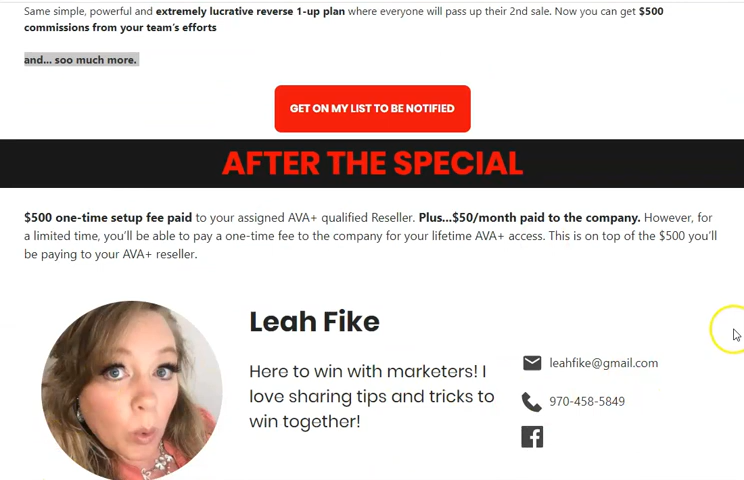 Same simple, powerful and extremely lucrative reverse 1-up plan where everyone will pass up their 2nd sale. Now you can get $500
commissions from your team's efforts
and... soo much more.
GET ON MY LIST TO BE NOTIFIED
AFTER THE SPECIAL
$500 one-time setup fee paid to your assigned AVA+ qualified Reseller. Plus...$50/month paid to the company. However, for
a limited time, you'll be able to pay a one-time fee to the company for your lifetime AVA+ access. This is on top of the $500 you'll
be paying to your AVA+ reseller.
Leah Fike
Here to win with marketers! I
love sharing tips and tricks to
win together!
leahfike@gmail.com
970-458-5849